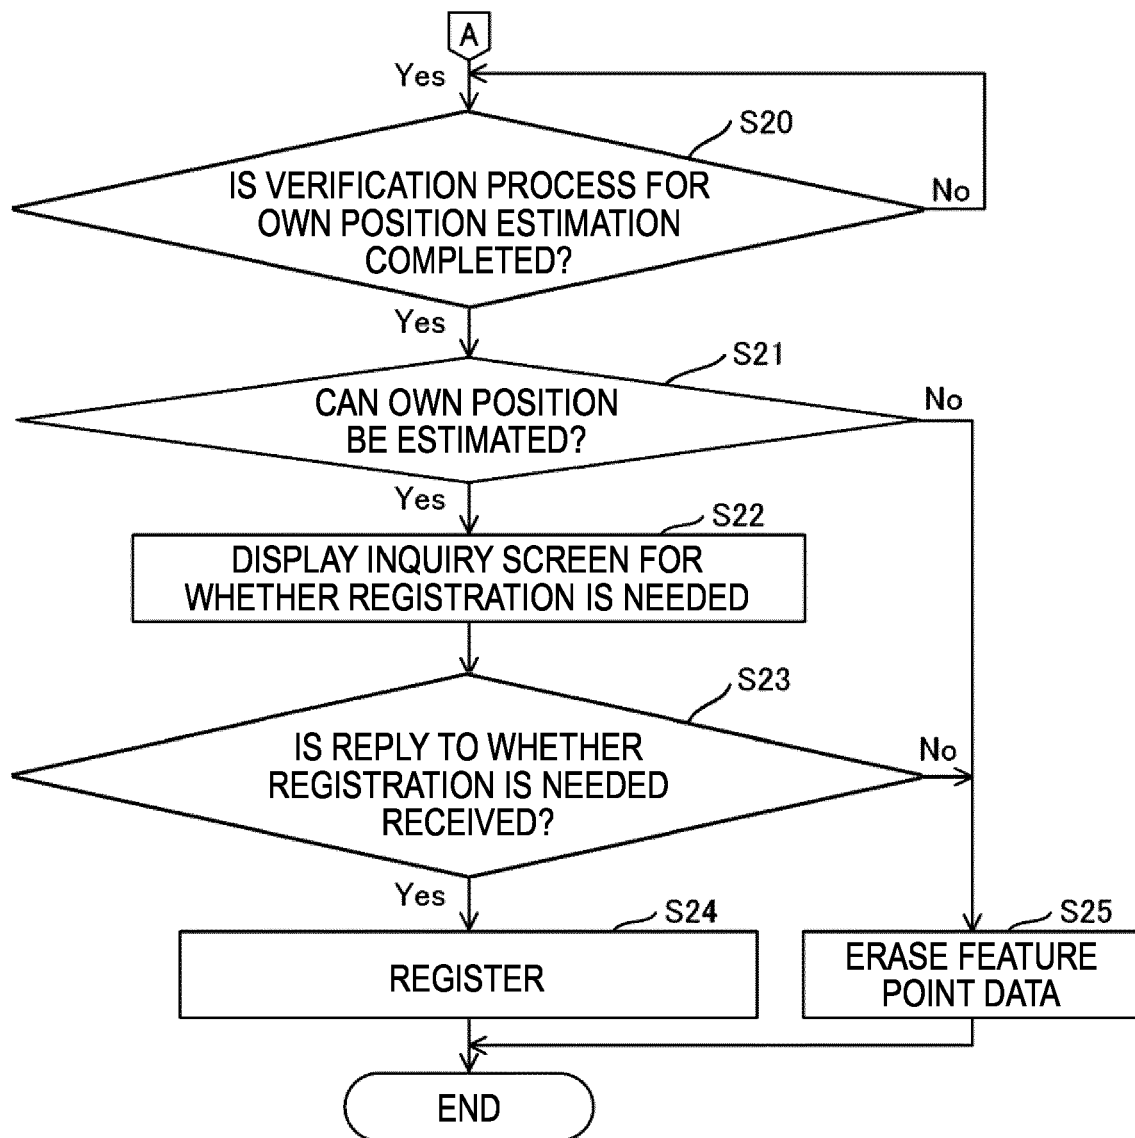 A
Yes
S20
IS VERIFICATION PROCESS FOR
OWN POSITION ESTIMATION
COMPLETED?
No
Yes
S21
CAN OWN POSITION
BE ESTIMATED?
No
Yes
S22
DISPLAY INQUIRY SCREEN FOR
WHETHER REGISTRATION IS NEEDED
S23
IS REPLY TO WHETHER
REGISTRATION IS NEEDED
RECEIVED?
No
Yes
S24
REGISTER
S25
ERASE FEATURE
POINT DATA
END